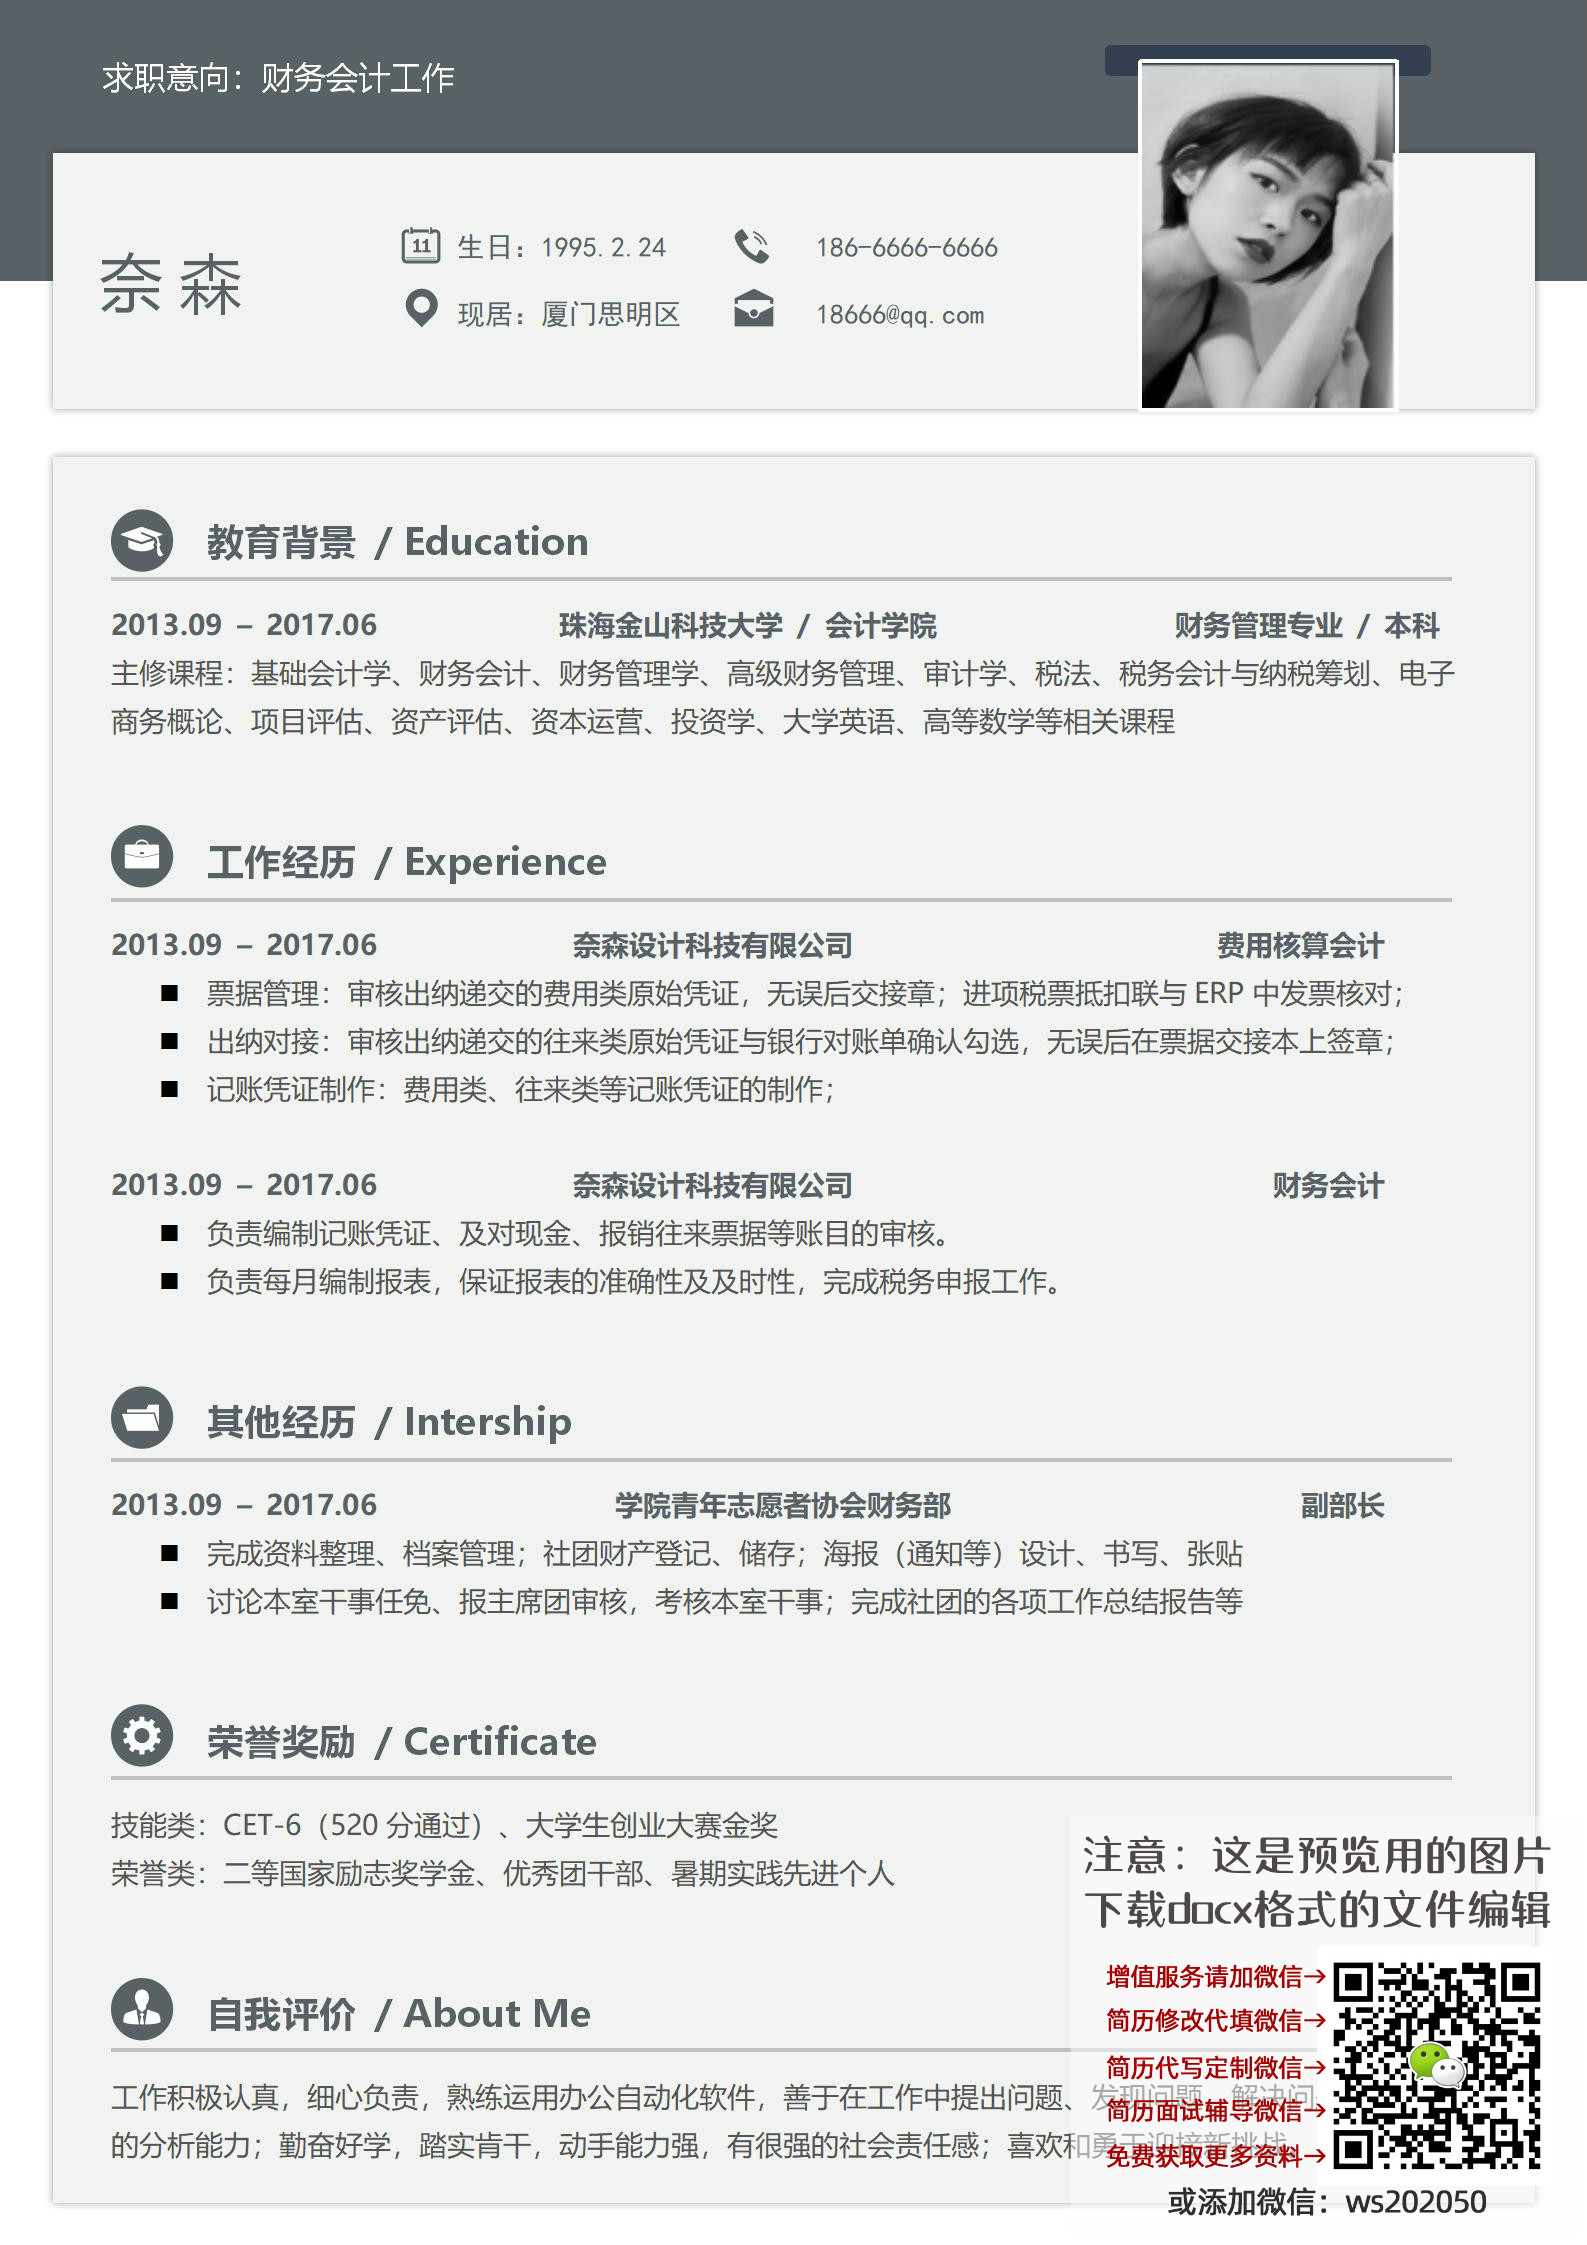 求职意向：财务会计工作
奈森
11
生日：1995.2.24
186-6666-6666
现居：厦门思明区
18666@qq.com
教育背景 / Education
2013.09 – 2017.06 珠海金山科技大学 / 会计学院 财务管理专业 / 本科
主修课程：基础会计学、财务会计、财务管理学、高级财务管理、审计学、税法、税务会计与纳税筹划、电子
商务概论、项目评估、资产评估、资本运营、投资学、大学英语、高等数学等相关课程
工作经历 / Experience
2013.09 – 2017.06 奈森设计科技有限公司 费用核算会计
■ 票据管理：审核出纳递交的费用类原始凭证，无误后交接章；进项税票抵扣联与 ERP 中发票核对；
■ 出纳对接：审核出纳递交的往来类原始凭证与银行对账单确认勾选，无误后在票据交接本上签章；
■ 记账凭证制作：费用类、往来类等记账凭证的制作；
2013.09 – 2017.06 奈森设计科技有限公司 财务会计
■ 负责编制记账凭证、及对现金、报销往来票据等账目的审核。
■ 负责每月编制报表，保证报表的准确性及及时性，完成税务申报工作。
其他经历 / Intership
2013.09 – 2017.06 学院青年志愿者协会财务部 副部长
■ 完成资料整理、档案管理；社团财产登记、储存；海报（通知等）设计、书写、张贴
■ 讨论本室干事任免、报主席团审核，考核本室干事；完成社团的各项工作总结报告等
荣誉奖励 / Certificate
技能类：CET-6（520 分通过）、大学生创业大赛金奖
荣誉类：二等国家励志奖学金、优秀团干部、暑期实践先进个人
自我评价 / About Me
工作积极认真，细心负责，熟练运用办公自动化软件，善于在工作中提出问题、发现问题、解决问
的分析能力；勤奋好学，踏实肯干，动手能力强，有很强的社会责任感；喜欢和勇于迎接新挑战。
注意：这是预览用的图片
下载docx格式的文件编辑
增值服务请加微信→
简历修改代填微信→
简历代写定制微信→
简历面试辅导微信→
免费获取更多资料→
或添加微信：ws202050